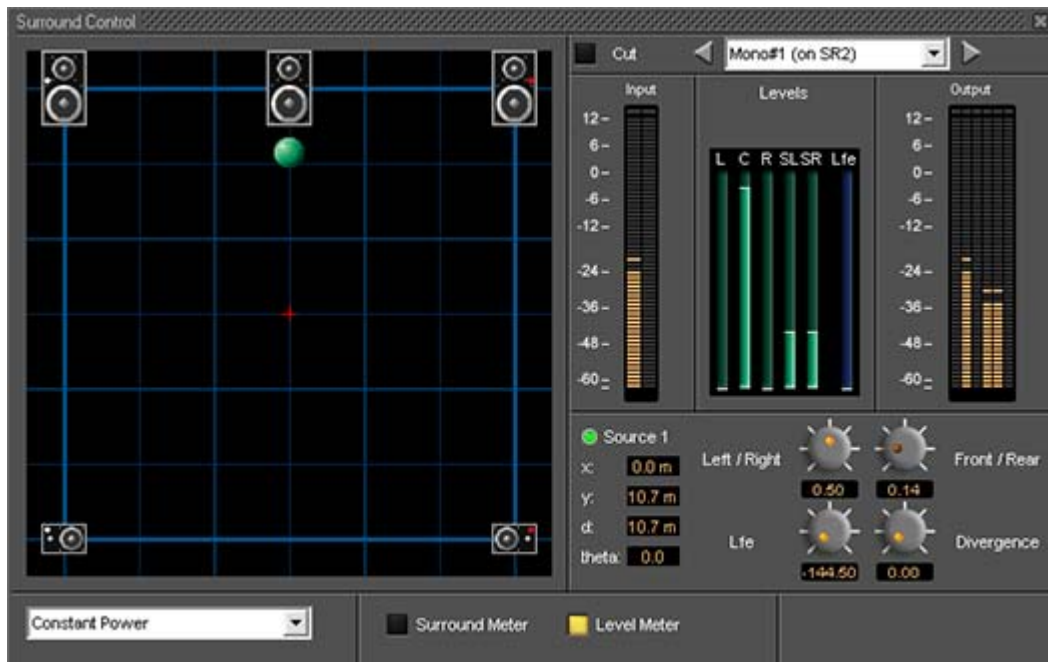 Surround Control
Cut
Mono#1 (on SR2)
Input
Levels
Output
12
6
0
-6
-12
-24
-36
-48
-60
L C R SL SR Lfe
12
6
0
-6
-12
-24
-36
-48
-60
Source 1
x: 0.0 m
y: 10.7 m
d: 10.7 m
theta: 0.0
Left / Right
0.50
0.14
Front / Rear
Lfe
-144.50
0.00
Divergence
Constant Power
Surround Meter
Level Meter